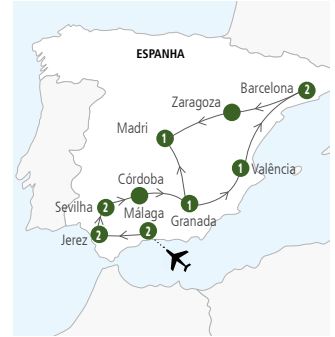 ESPANHA
Barcelona
2
Zaragoza
Madri
1
Valência
1
Córdoba
Sevilha
2
Málaga
2
Granada
1
Jerez
2